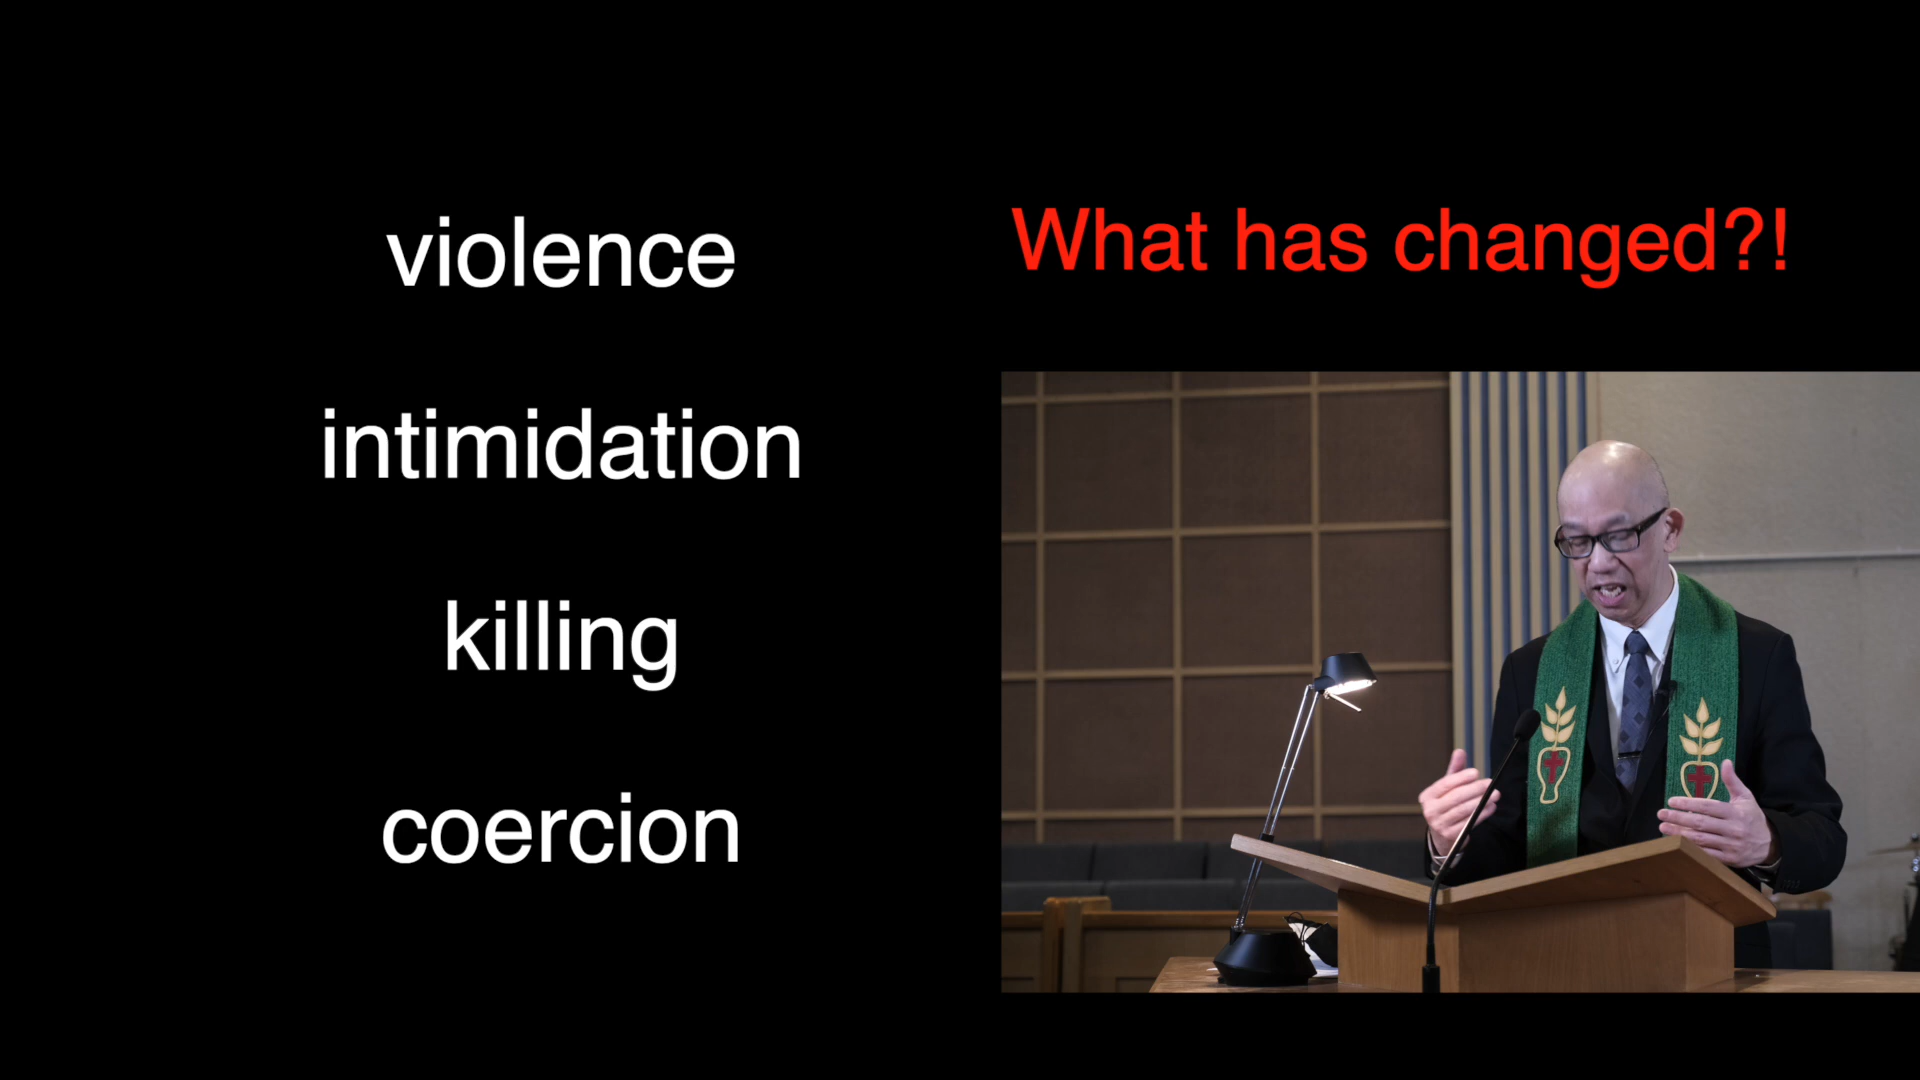 violence
intimidation
killing
coercion
What has changed?!